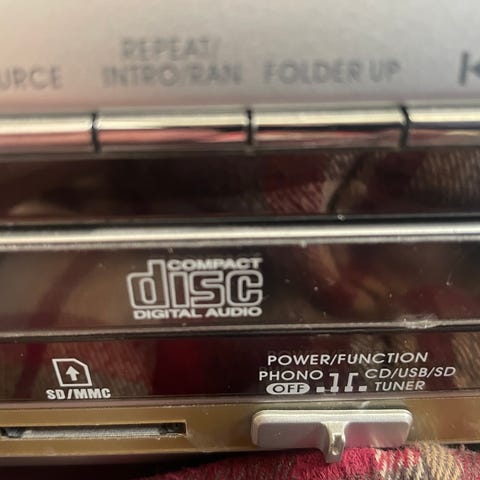 REPEAT/
URCE INTRO/RAN FOLDER UP
COMPACT
disc
DIGITAL AUDIO
SD/MMC
POWER/FUNCTION
PHONO CD/USB/SD
OFF TUNER